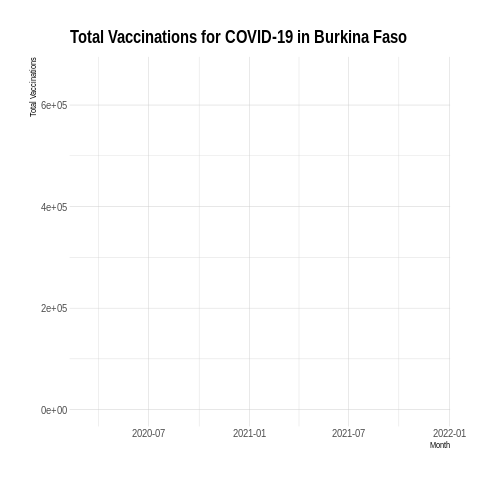 Total Vaccinations for COVID-19 in Burkina Faso
Total Vaccinations
6e+05
4e+05
2e+05
0e+00
2020-07 2021-01 2021-07 2022-01
Month